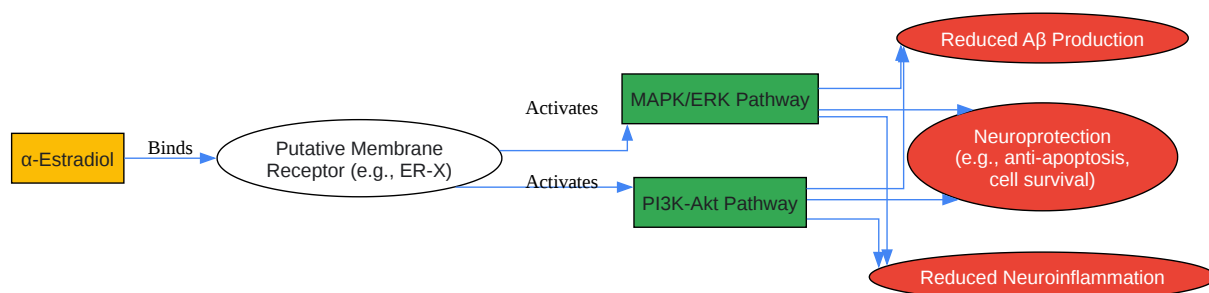 α-Estradiol
Binds
Putative Membrane
Receptor (e.g., ER-X)
Activates
Activates
MAPK/ERK Pathway
PI3K-Akt Pathway
Reduced Aβ Production
Neuroprotection
(e.g., anti-apoptosis,
cell survival)
Reduced Neuroinflammation